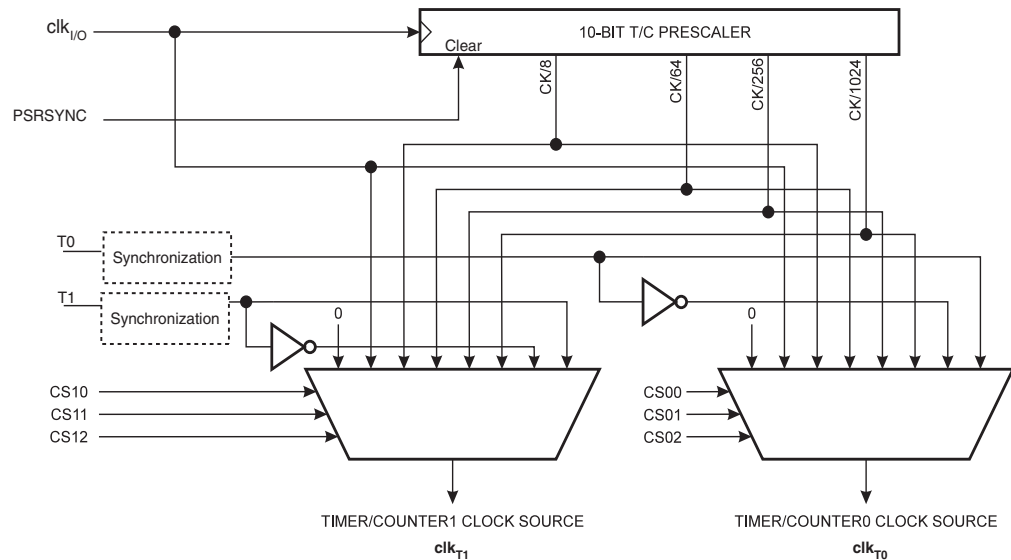 clkI/O
10-BIT T/C PRESCALER
Clear
CK/8
CK/64
CK/256
CK/1024
PSRSYNC
T0
Synchronization
T1
Synchronization
0
0
CS10
CS11
CS12
CS00
CS01
CS02
TIMER/COUNTER1 CLOCK SOURCE
clkT1
TIMER/COUNTER0 CLOCK SOURCE
clkT0